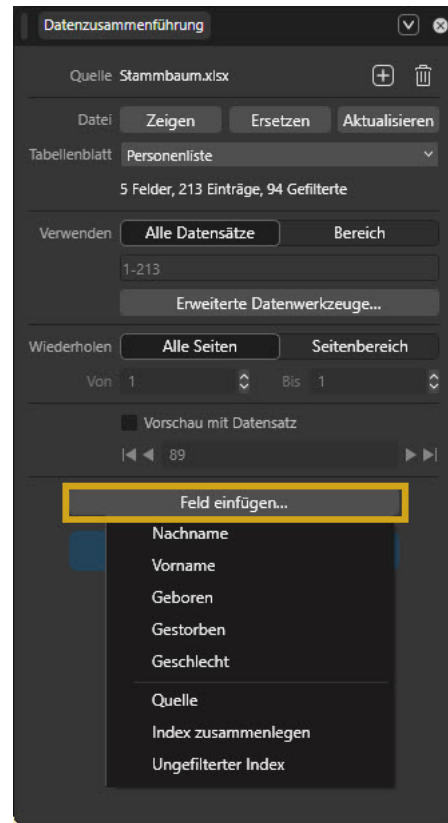 Datenzusammenführung
Quelle Stammbaum.xlsx
Datei Zeigen Ersetzen Aktualisieren
Tabellenblatt Personenliste
5 Felder, 213 Einträge, 94 Gefilterte
Verwenden Alle Datensätze Bereich
1-213
Erweiterte Datenwerkzeuge...
Wiederholen Alle Seiten Seitenbereich
Von 1 Bis 1
Vorschau mit Datensatz
89
Feld einfügen...
Nachname
Vorname
Geboren
Gestorben
Geschlecht
Quelle
Index zusammenlegen
Ungefilterter Index